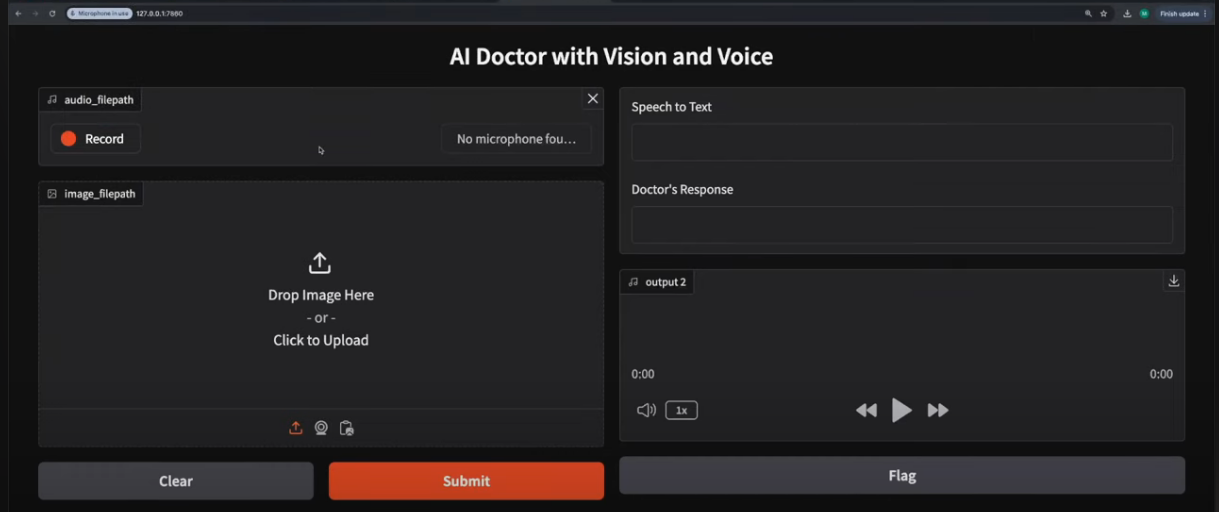 Microphone in use
127.0.0.1:7860
Finish update
AI Doctor with Vision and Voice
audio_filepath
Record
No microphone fou...
image_filepath
Drop Image Here
- or -
Click to Upload
Clear
Submit
Speech to Text
Doctor's Response
output 2
0:00
0:00
1x
Flag